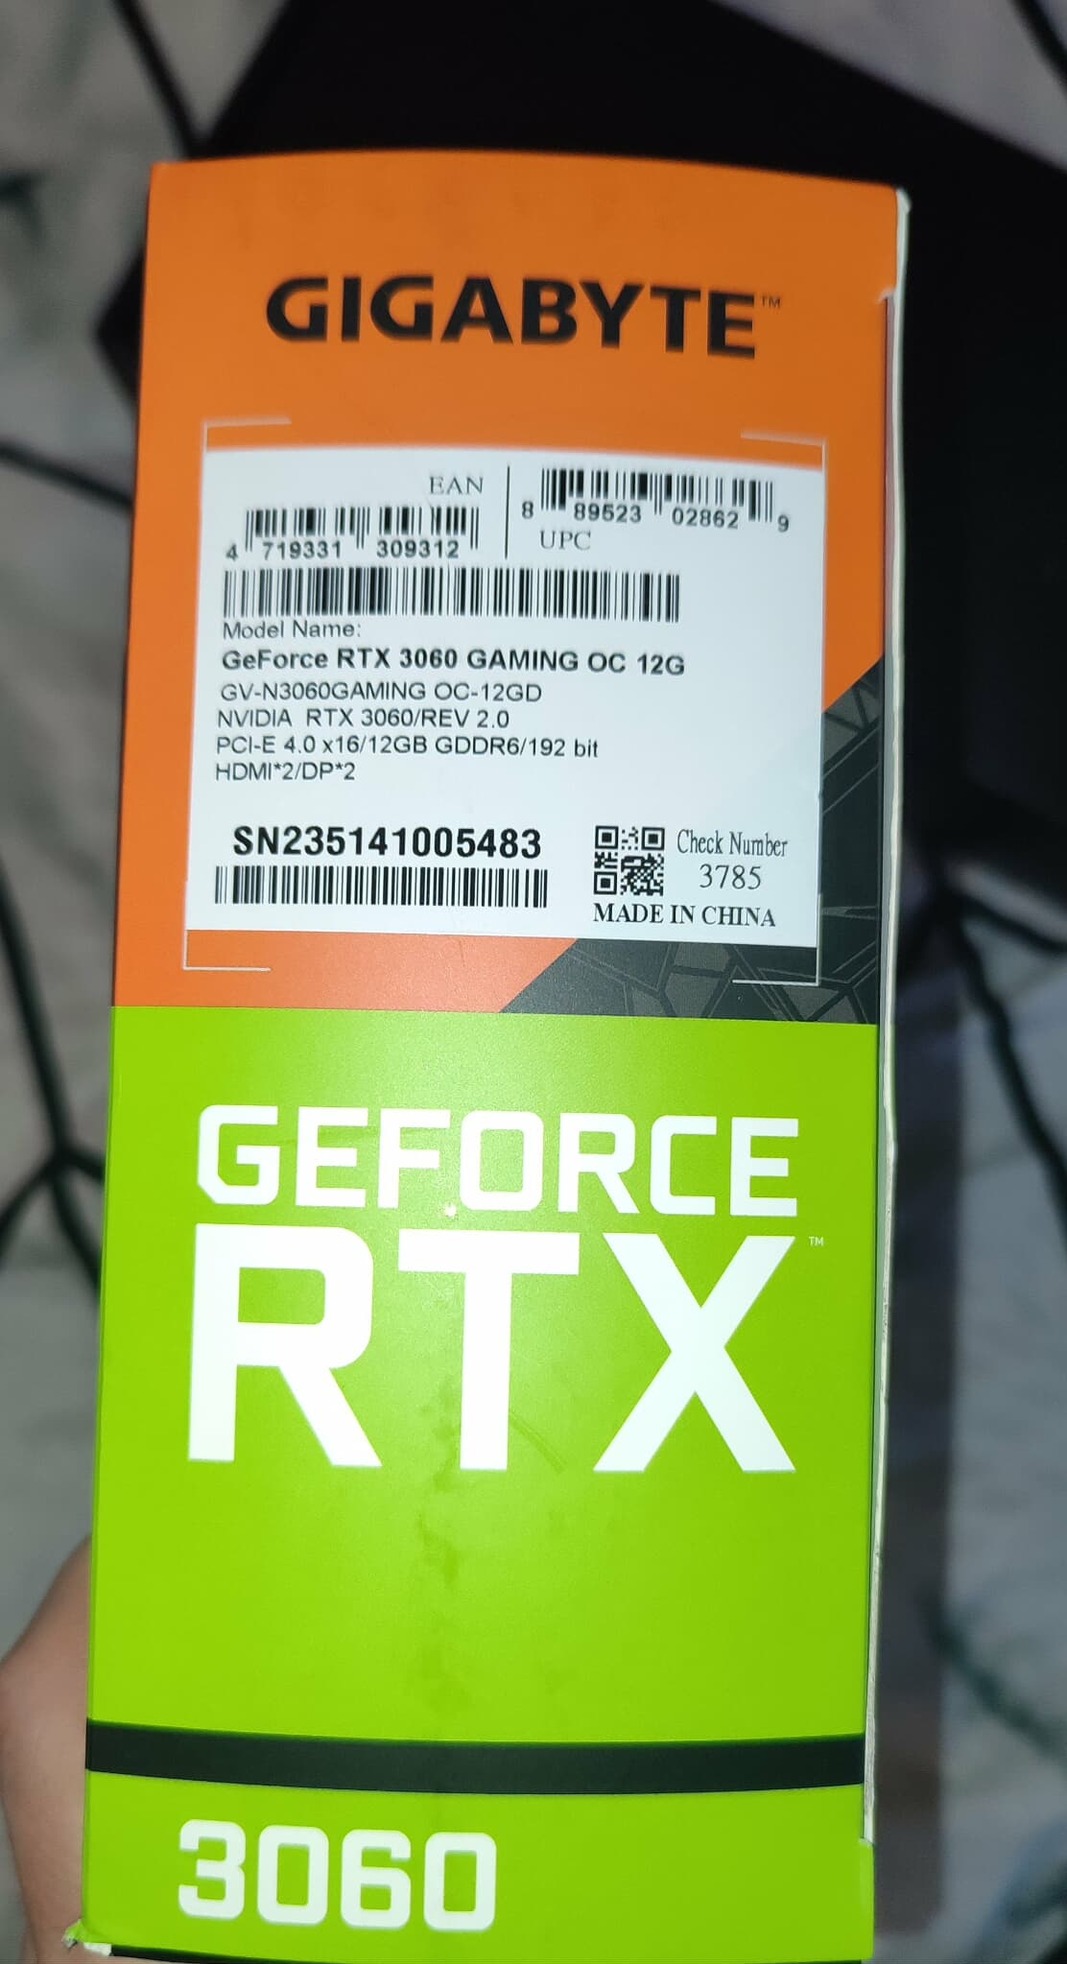 GIGABYTE™
EAN
4 719331 309312
8 89523 02862 9
UPC
Model Name:
GeForce RTX 3060 GAMING OC 12G
GV-N3060GAMING OC-12GD
NVIDIA RTX 3060/REV 2.0
PCI-E 4.0 x16/12GB GDDR6/192 bit
HDMI*2/DP*2
SN235141005483
Check Number
3785
MADE IN CHINA
GEFORCE
RTX™
3060